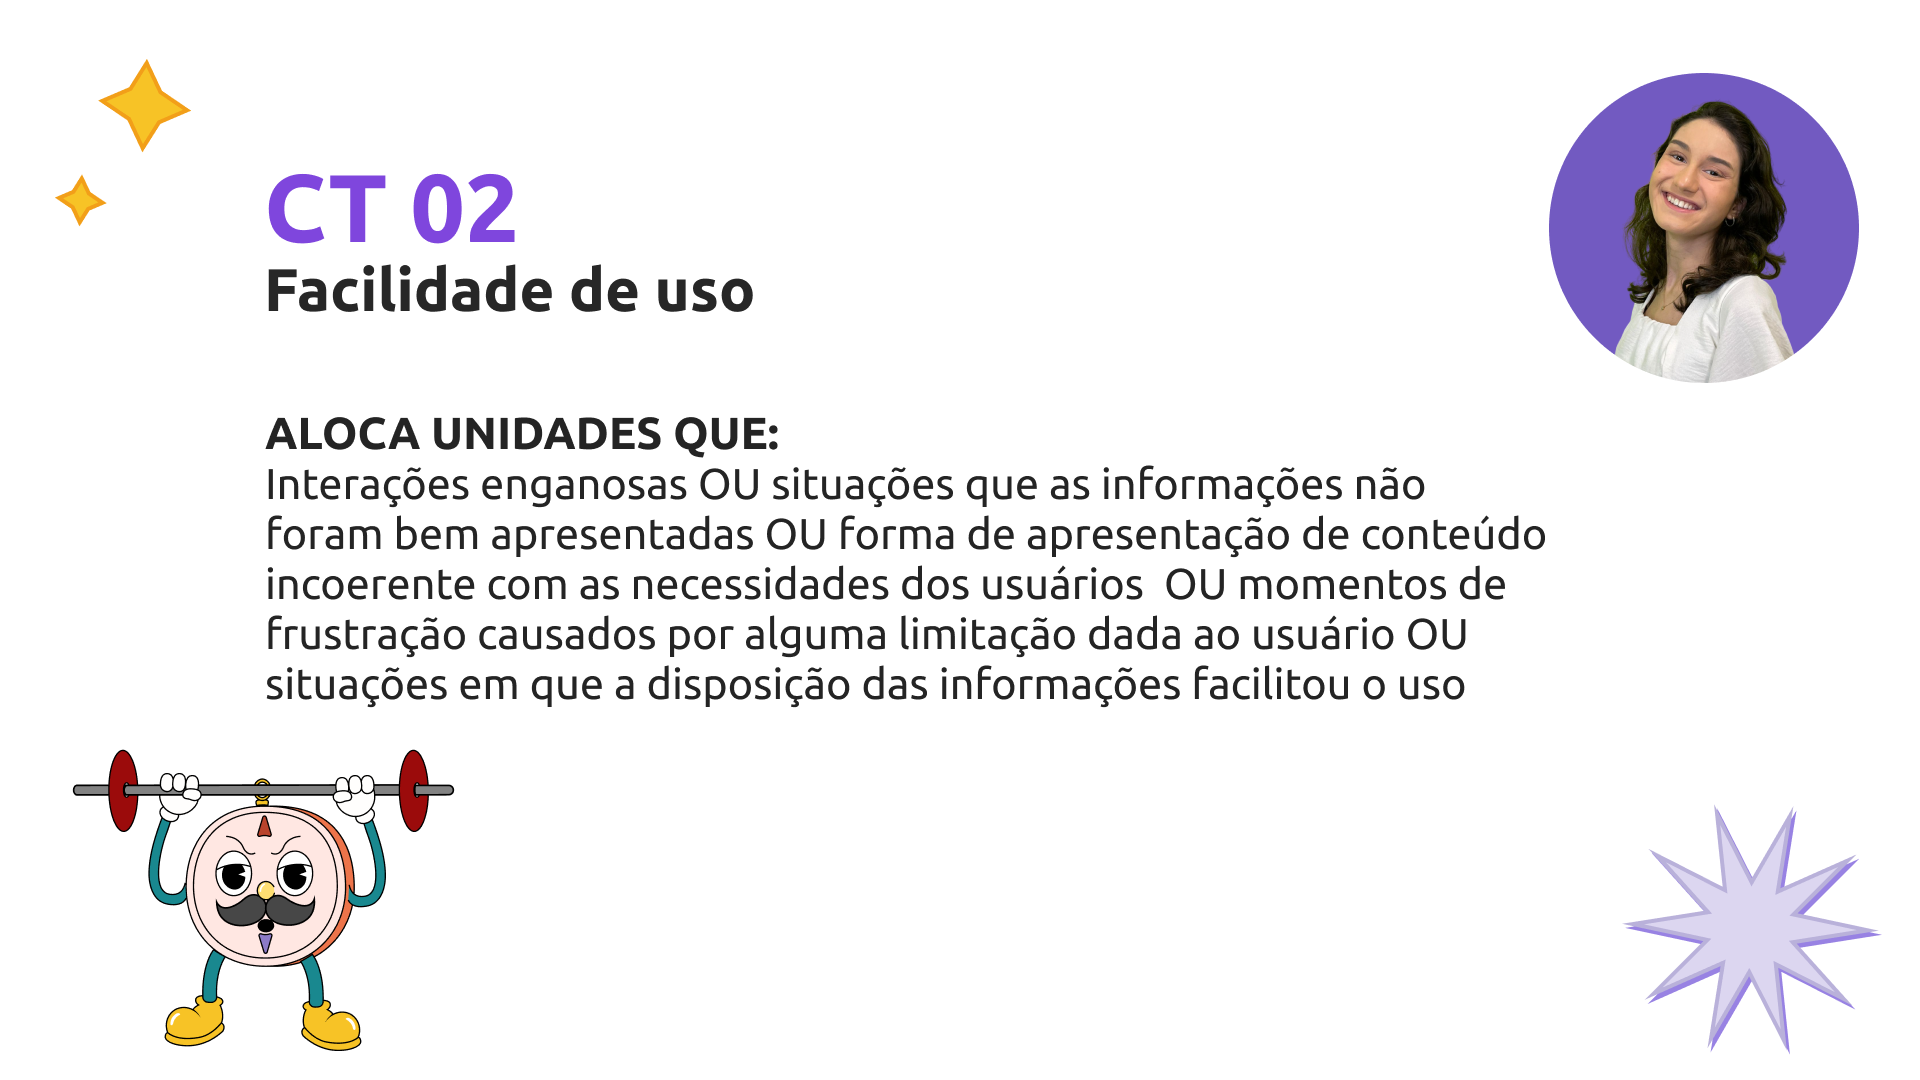 CT 02
Facilidade de uso
ALOCA UNIDADES QUE:
Interações enganosas OU situações que as informações não
foram bem apresentadas OU forma de apresentação de conteúdo
incoerente com as necessidades dos usuários  OU momentos de
frustração causados por alguma limitação dada ao usuário OU
situações em que a disposição das informações facilitou o uso